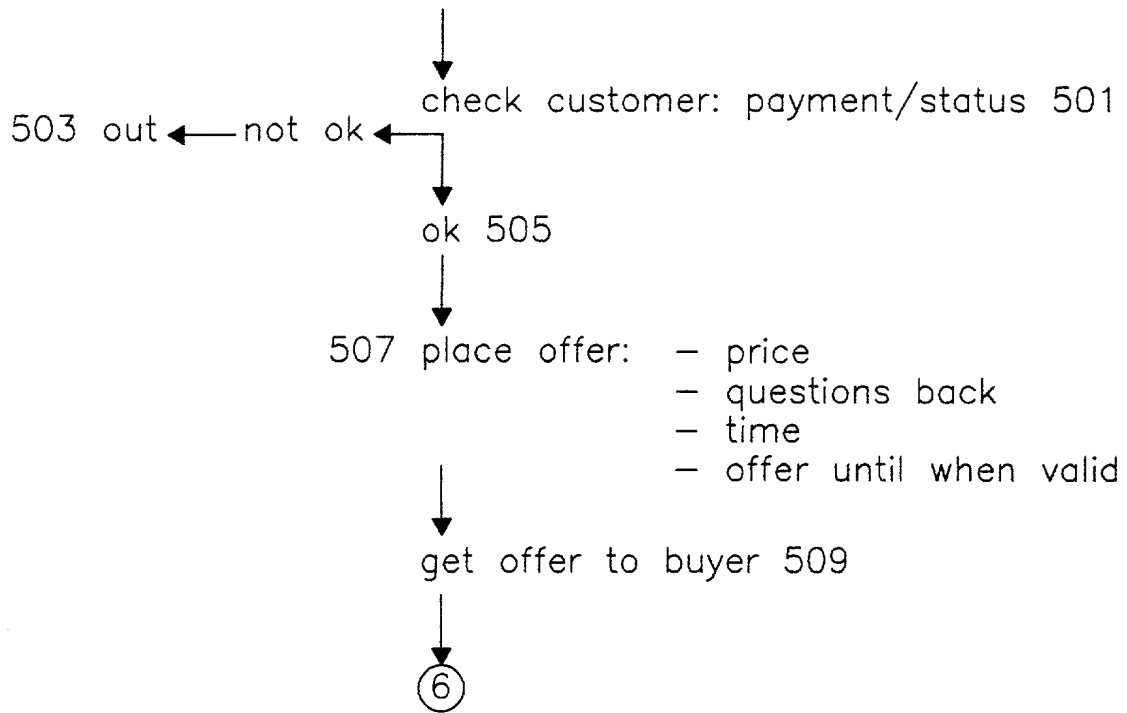 check customer: payment/status 501
503 out not ok
ok 505
507 place offer: – price
– questions back
– time
– offer until when valid
get offer to buyer 509
6